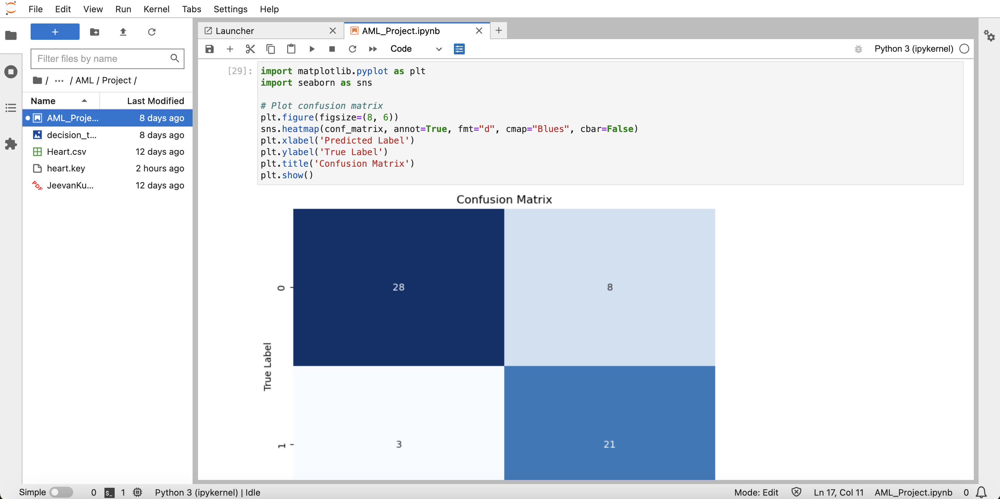 File Edit View Run Kernel Tabs Settings Help
+
Filter files by name
/ ... / AML / Project /
Name Last Modified
AML_Proje... 8 days ago
decision_t... 8 days ago
Heart.csv 12 days ago
heart.key 2 hours ago
PDF JeevanKu... 12 days ago
Launcher
AML_Project.ipynb
Code
Python 3 (ipykernel)
[29]:
import matplotlib.pyplot as plt
import seaborn as sns
# Plot confusion matrix
plt.figure(figsize=(8, 6))
sns.heatmap(conf_matrix, annot=True, fmt="d", cmap="Blues", cbar=False)
plt.xlabel('Predicted Label')
plt.ylabel('True Label')
plt.title('Confusion Matrix')
plt.show()
Confusion Matrix
0 28 8
True Label
1 3 21
Simple 0 $_ 1 Python 3 (ipykernel) | Idle
Mode: Edit Ln 17, Col 11 AML_Project.ipynb 0